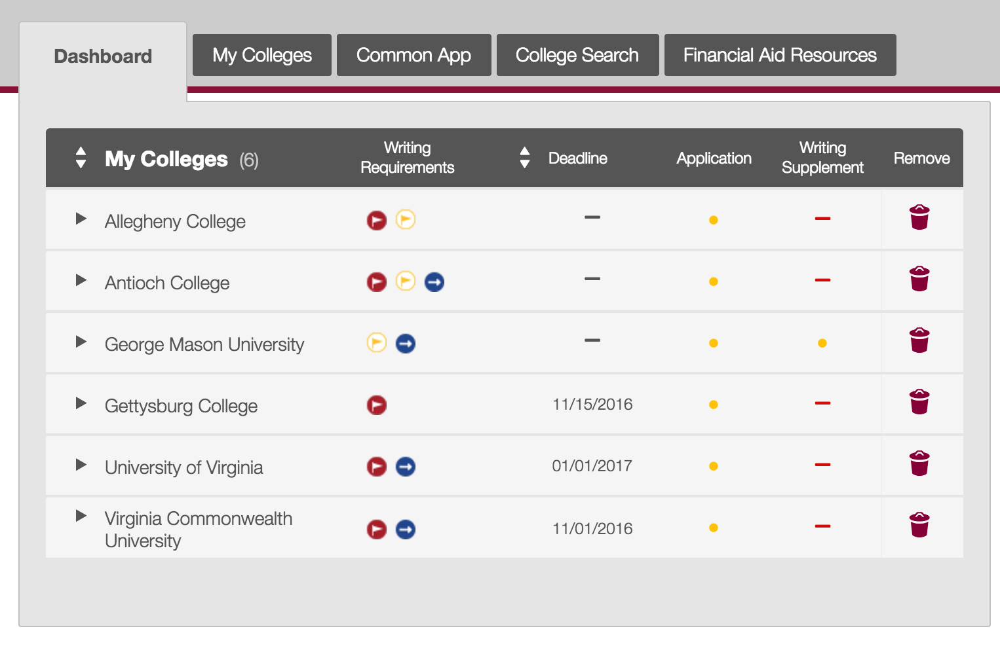 Dashboard
My Colleges
Common App
College Search
Financial Aid Resources
My Colleges (6)
Writing
Requirements
Deadline
Application
Writing
Supplement
Remove
Allegheny College
Antioch College
George Mason University
Gettysburg College
11/15/2016
University of Virginia
01/01/2017
Virginia Commonwealth
University
11/01/2016